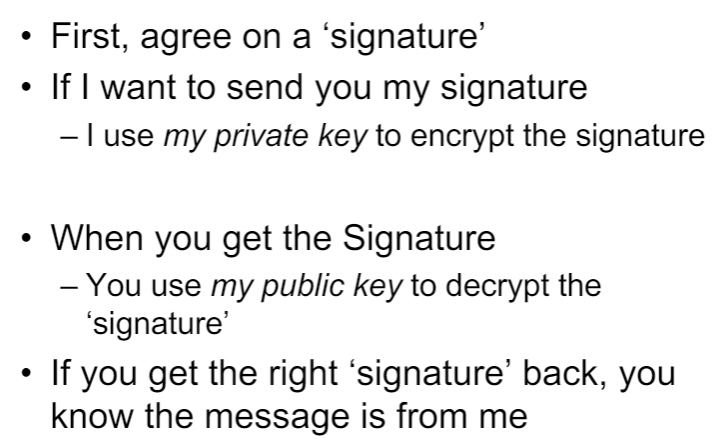 • First, agree on a ‘signature’
• If I want to send you my signature
– I use my private key to encrypt the signature
• When you get the Signature
– You use my public key to decrypt the
‘signature’
• If you get the right ‘signature’ back, you
know the message is from me